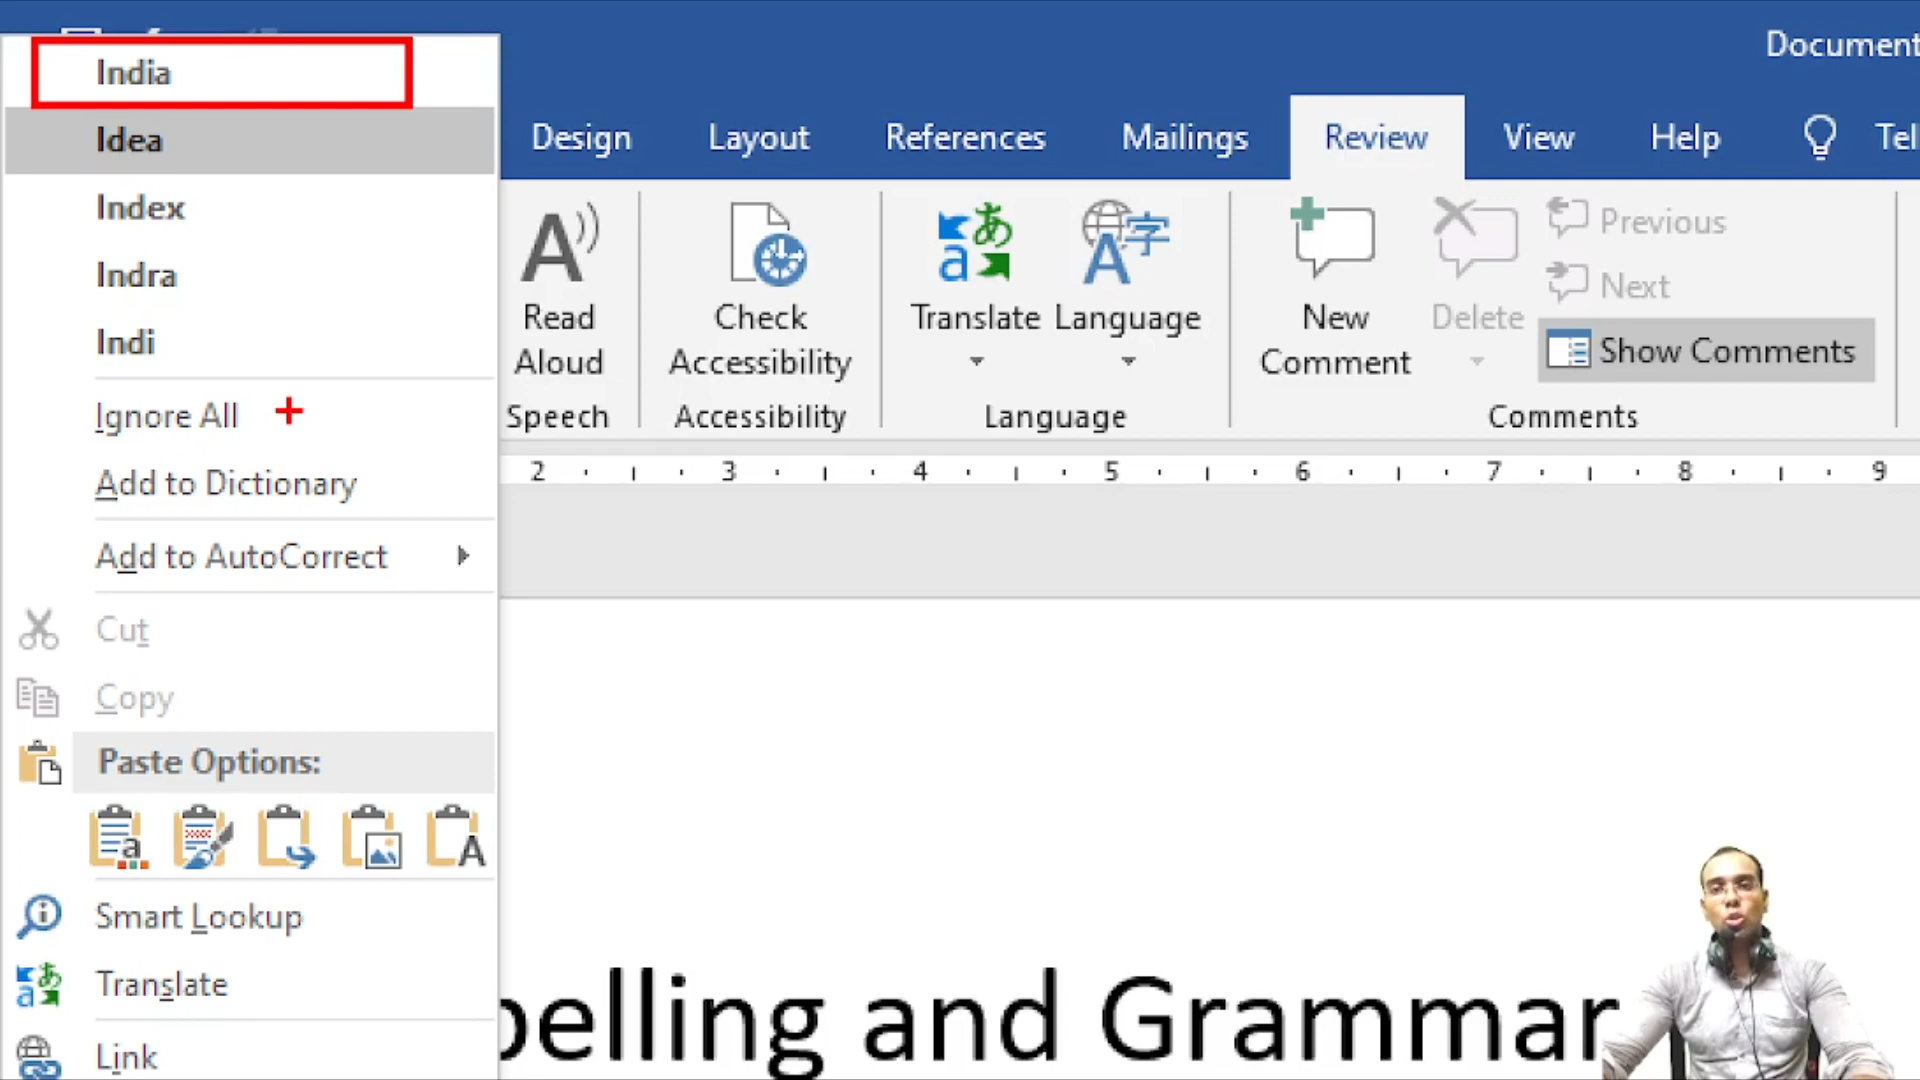 Document
India
Idea
Index
Indra
Indi
Ignore All
Add to Dictionary
Add to AutoCorrect
Cut
Copy
Paste Options:
Smart Lookup
Translate
Link
Design Layout References Mailings Review View Help Tel
Read Aloud
Speech
Check Accessibility
Accessibility
Translate
Language
Language
New Comment
Delete
Previous
Next
Show Comments
Comments
2 3 4 5 6 7 8 9
pelling and Grammar